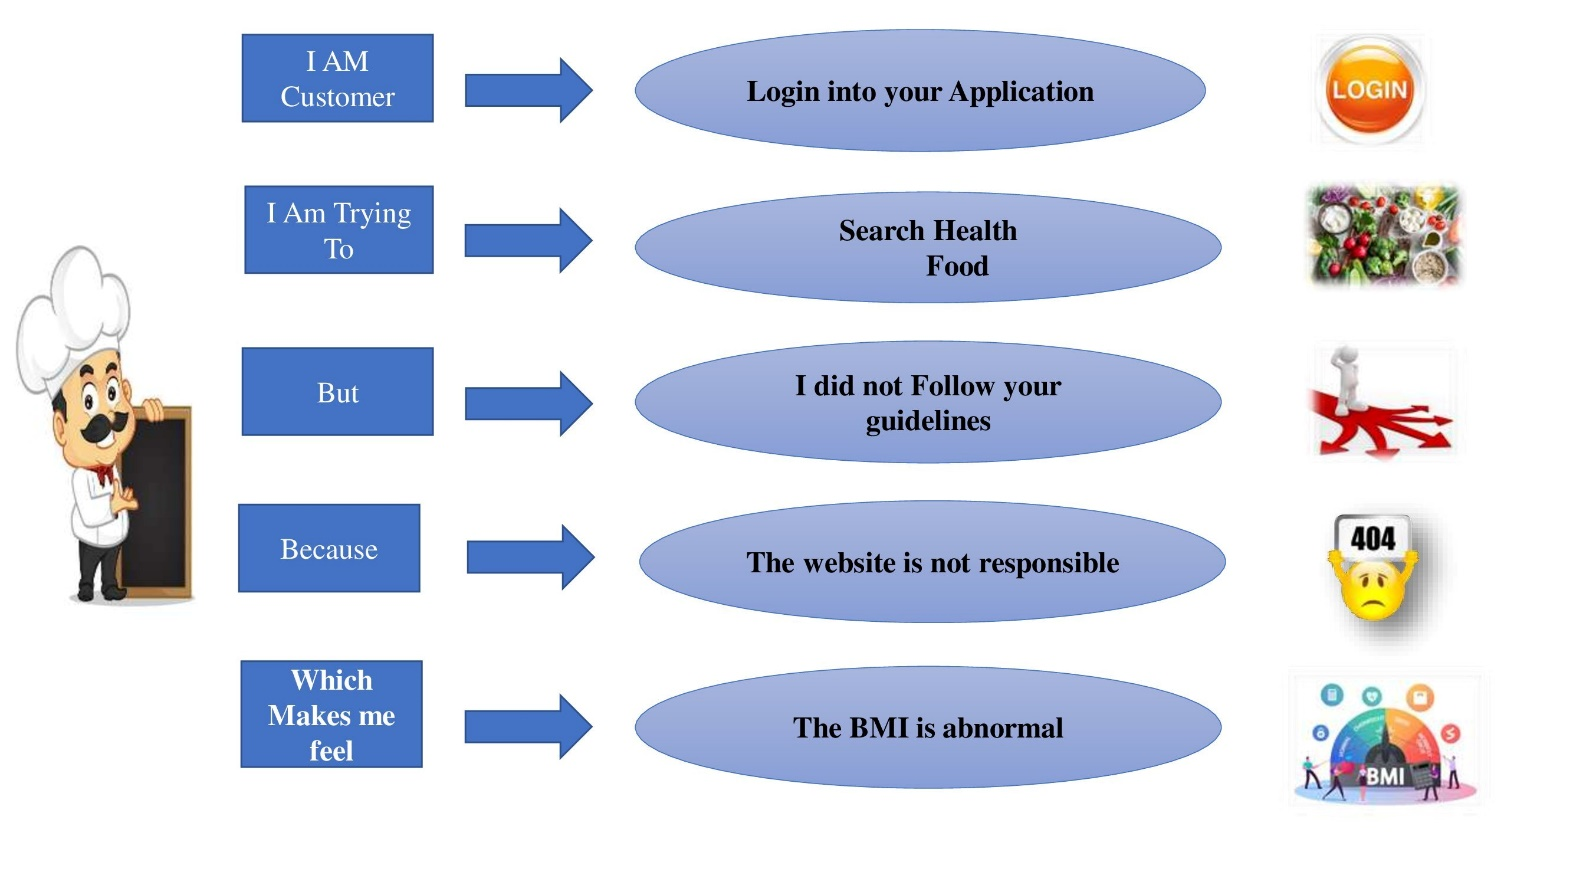 I AM
Customer
Login into your Application
LOGIN
I Am Trying
To
Search Health
Food
But
I did not Follow your
guidelines
Because
The website is not responsible
404
Which
Makes me
feel
The BMI is abnormal
BMI